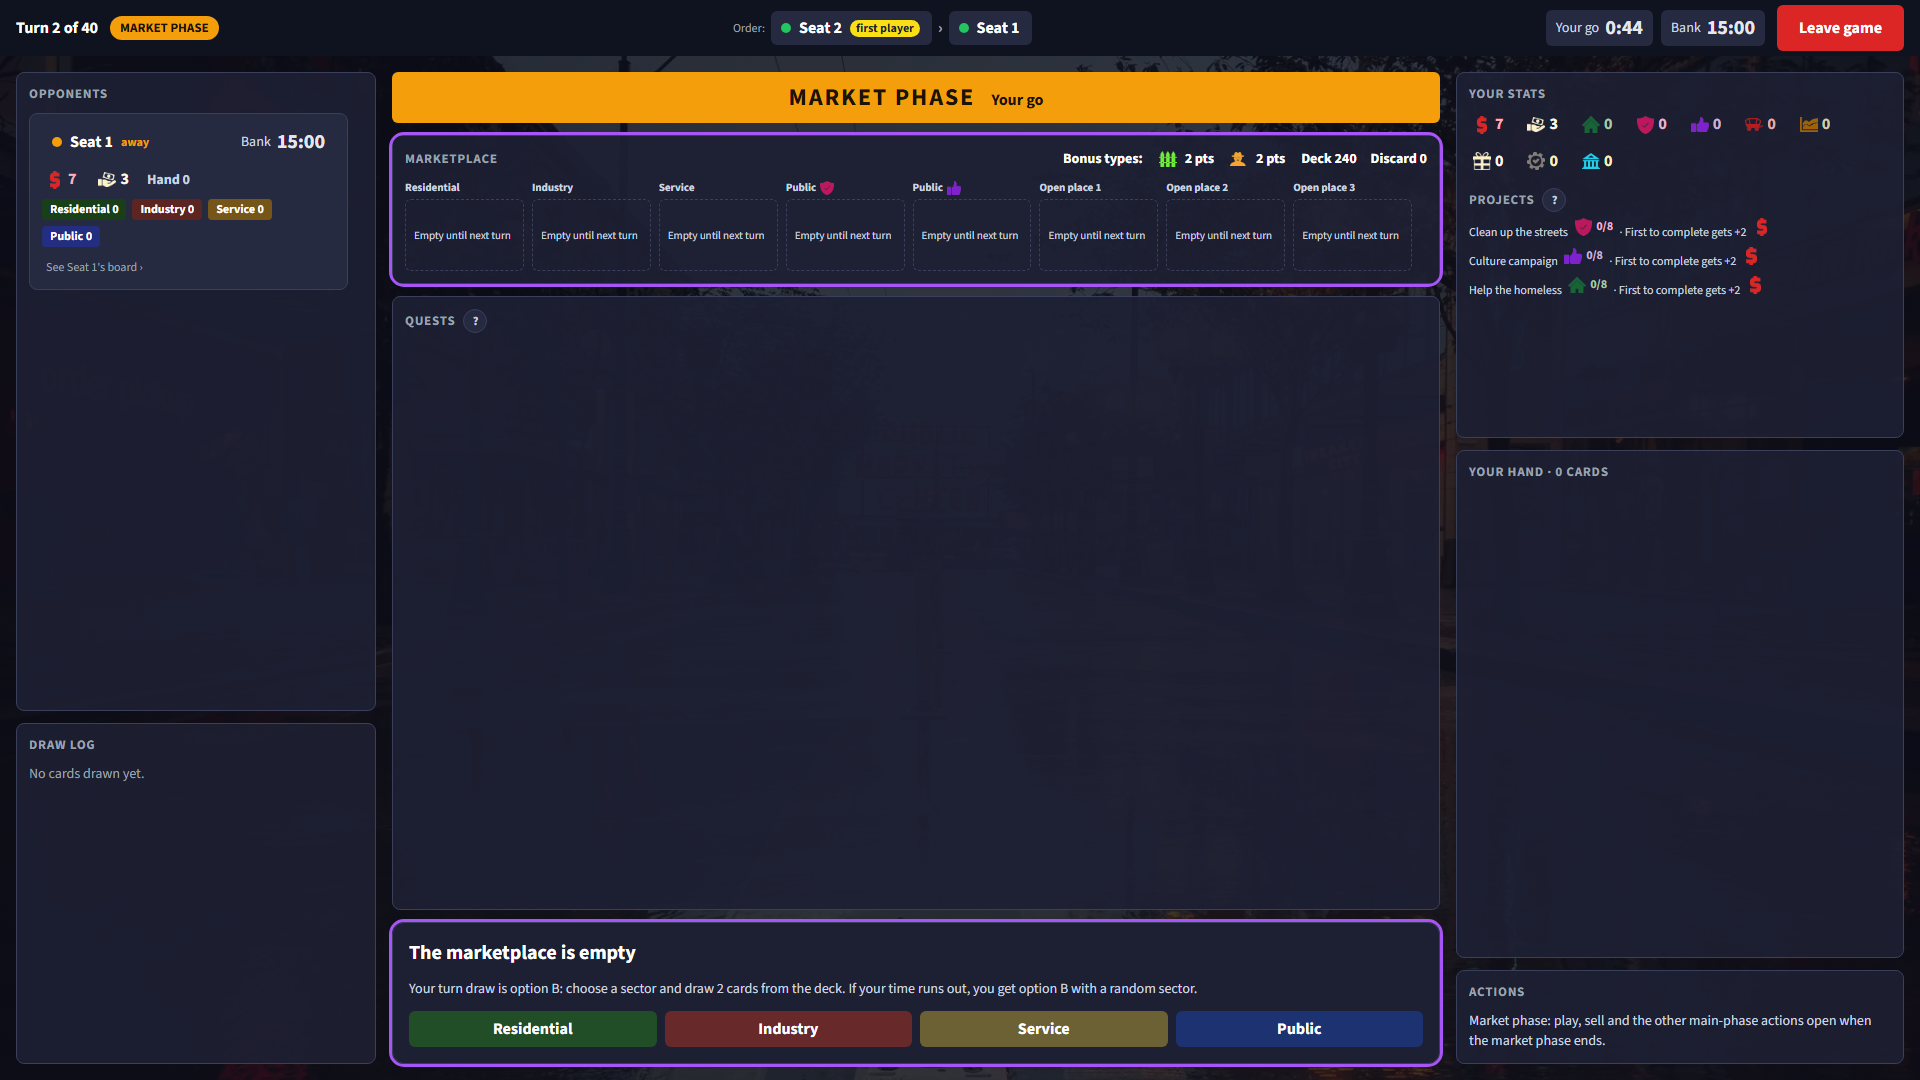 Turn 2 of 40 MARKET PHASE Order: Seat 2 first player › Seat 1 Your go 0:44 Bank 15:00 Leave game
OPPONENTS
Seat 1 away Bank 15:00
7 3 Hand 0
Residential 0 Industry 0 Service 0
Public 0
See Seat 1's board ›
DRAW LOG
No cards drawn yet.
MARKET PHASE Your go
MARKETPLACE Bonus types: 2 pts 2 pts Deck 240 Discard 0
Residential Industry Service Public Public Open place 1 Open place 2 Open place 3
Empty until next turn Empty until next turn Empty until next turn Empty until next turn Empty until next turn Empty until next turn Empty until next turn Empty until next turn
QUESTS ?
The marketplace is empty
Your turn draw is option B: choose a sector and draw 2 cards from the deck. If your time runs out, you get option B with a random sector.
Residential Industry Service Public
YOUR STATS
$ 7 3 0 0 0 0 0
0 0 0
PROJECTS ?
Clean up the streets 0/8 · First to complete gets +2 $
Culture campaign 0/8 · First to complete gets +2 $
Help the homeless 0/8 · First to complete gets +2 $
YOUR HAND · 0 CARDS
ACTIONS
Market phase: play, sell and the other main-phase actions open when
the market phase ends.